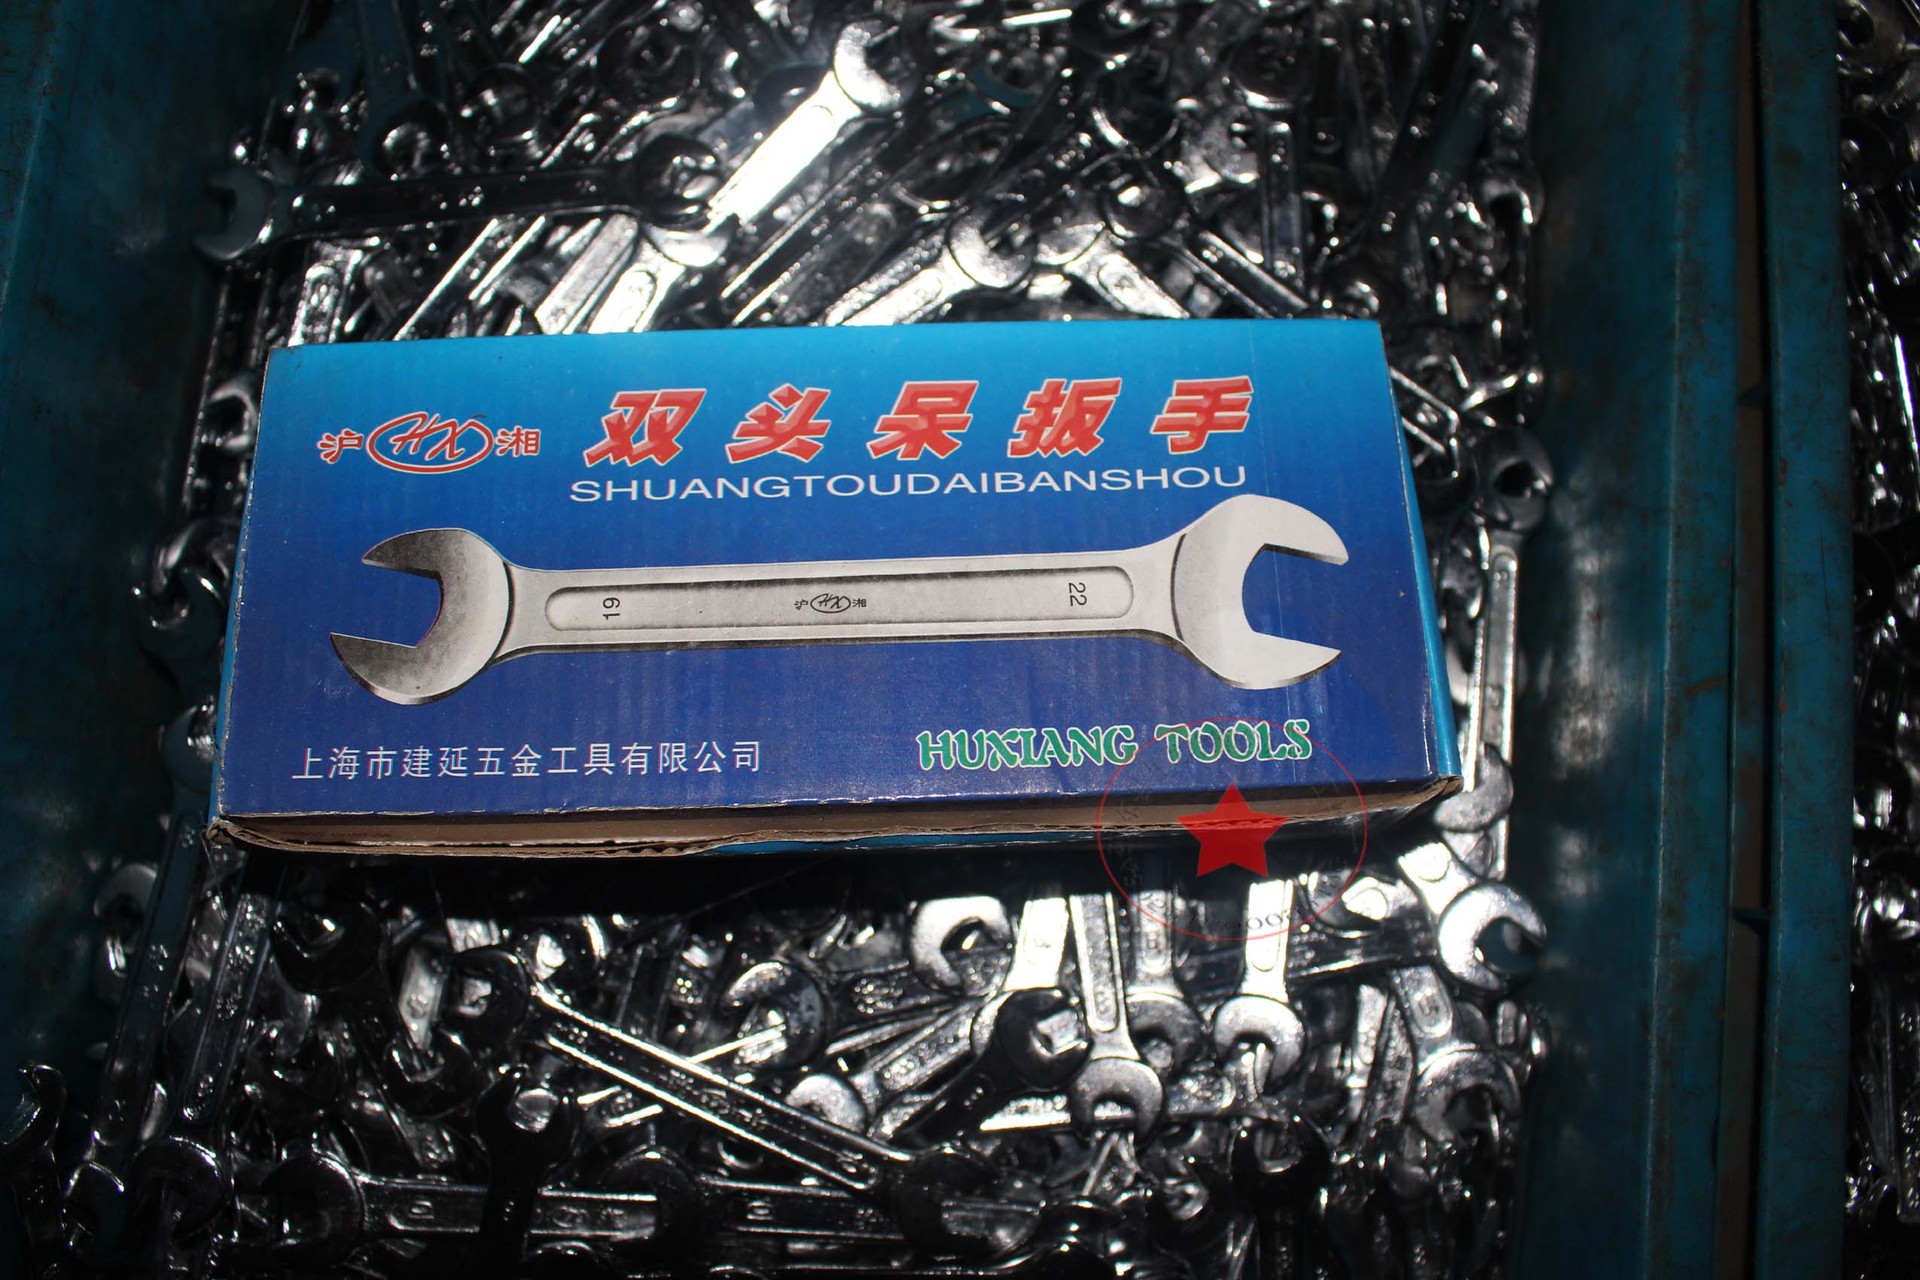 沪 HX 湘
双头呆扳手
SHUANGTOUDAIBANSHOU
19 沪 HX 湘 22
上海市建延五金工具有限公司
HUXIANG TOOLS